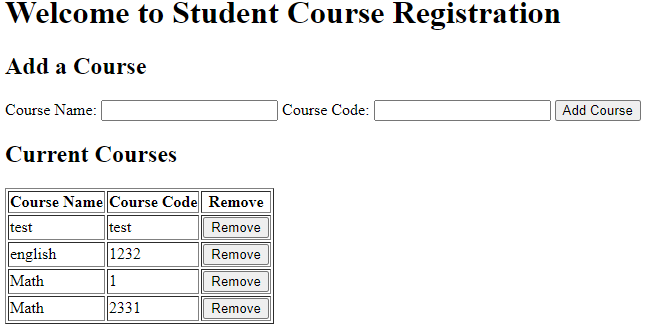 Welcome to Student Course Registration
Add a Course
Course Name: Course Code: Add Course
Current Courses
Course Name Course Code Remove
test test Remove
english 1232 Remove
Math 1 Remove
Math 2331 Remove